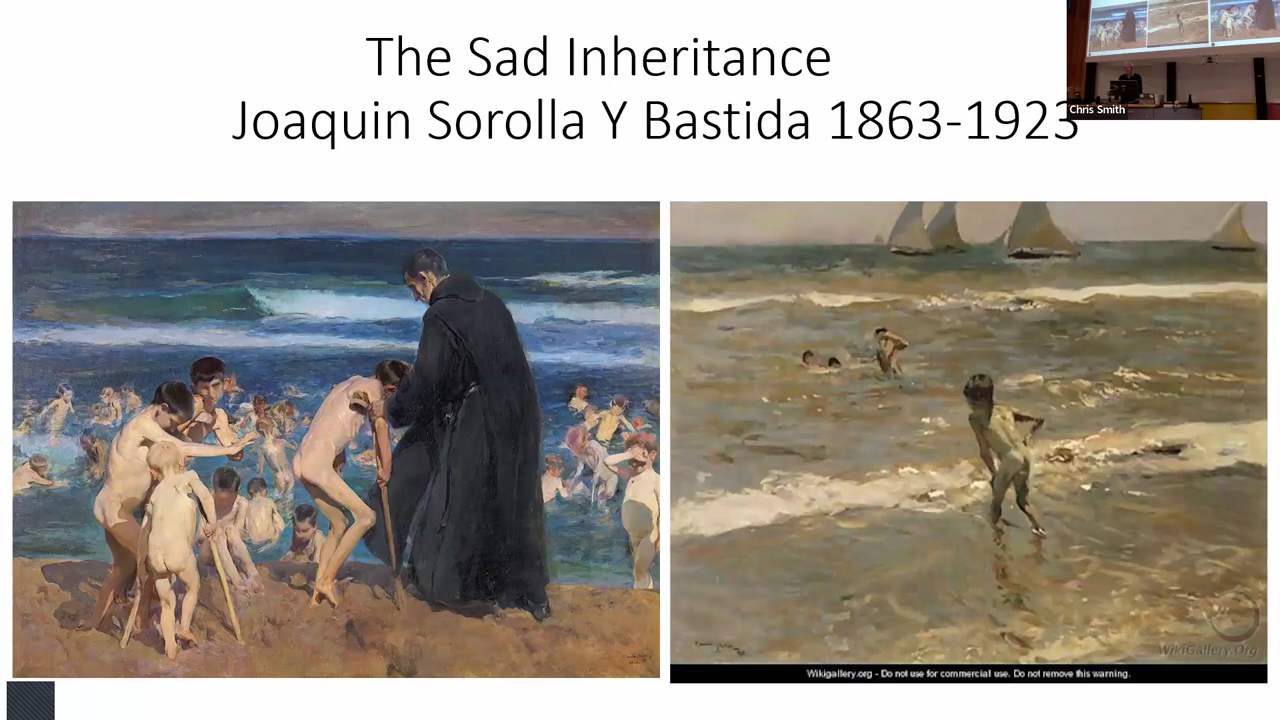 The Sad Inheritance
Joaquin Sorolla Y Bastida 1863-1923
Chris Smith
WikiGallery.Org
Wikigallery.org - Do not use for commercial use. Do not remove this warning.